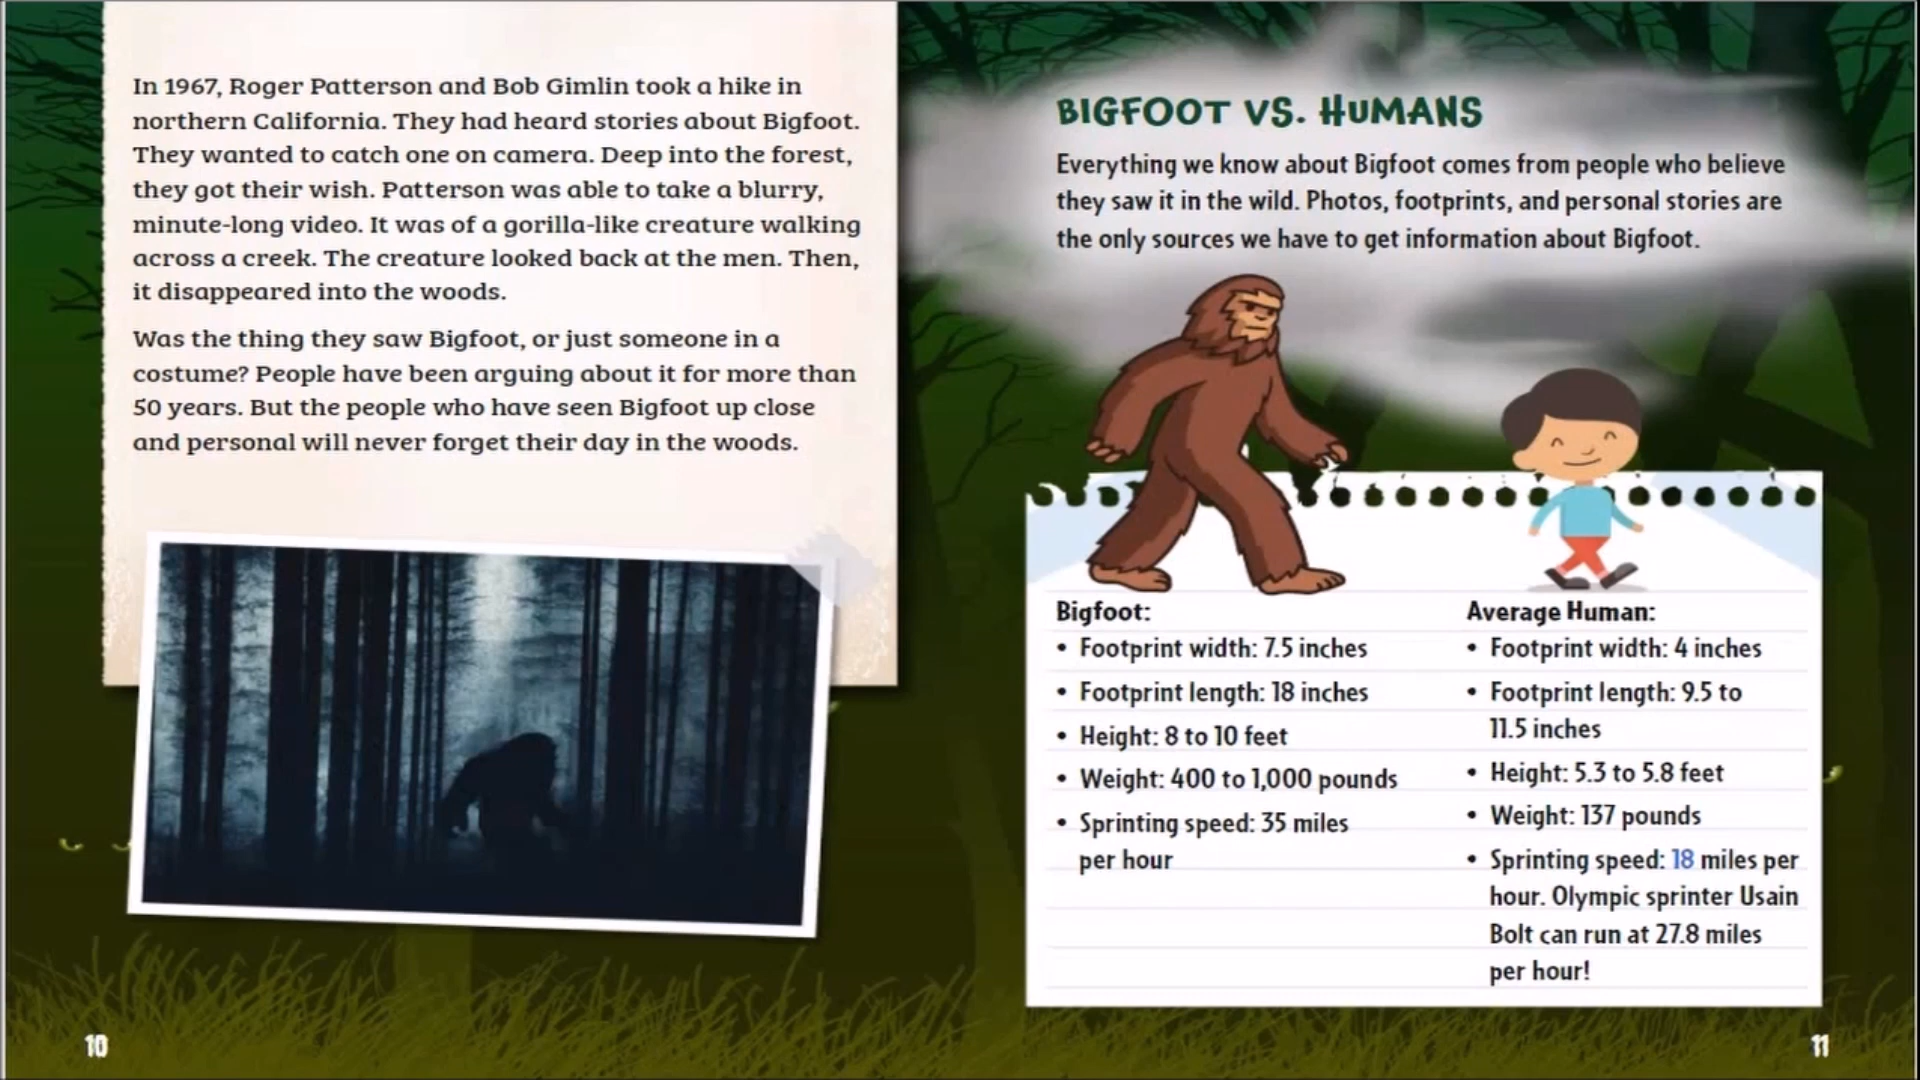 In 1967, Roger Patterson and Bob Gimlin took a hike in
northern California. They had heard stories about Bigfoot.
They wanted to catch one on camera. Deep into the forest,
they got their wish. Patterson was able to take a blurry,
minute-long video. It was of a gorilla-like creature walking
across a creek. The creature looked back at the men. Then,
it disappeared into the woods.
Was the thing they saw Bigfoot, or just someone in a
costume? People have been arguing about it for more than
50 years. But the people who have seen Bigfoot up close
and personal will never forget their day in the woods.
10
BIGFOOT VS. HUMANS
Everything we know about Bigfoot comes from people who believe
they saw it in the wild. Photos, footprints, and personal stories are
the only sources we have to get information about Bigfoot.
Bigfoot:
• Footprint width: 7.5 inches
• Footprint length: 18 inches
• Height: 8 to 10 feet
• Weight: 400 to 1,000 pounds
• Sprinting speed: 35 miles
per hour
Average Human:
• Footprint width: 4 inches
• Footprint length: 9.5 to
11.5 inches
• Height: 5.3 to 5.8 feet
• Weight: 137 pounds
• Sprinting speed: 18 miles per
hour. Olympic sprinter Usain
Bolt can run at 27.8 miles
per hour!
11